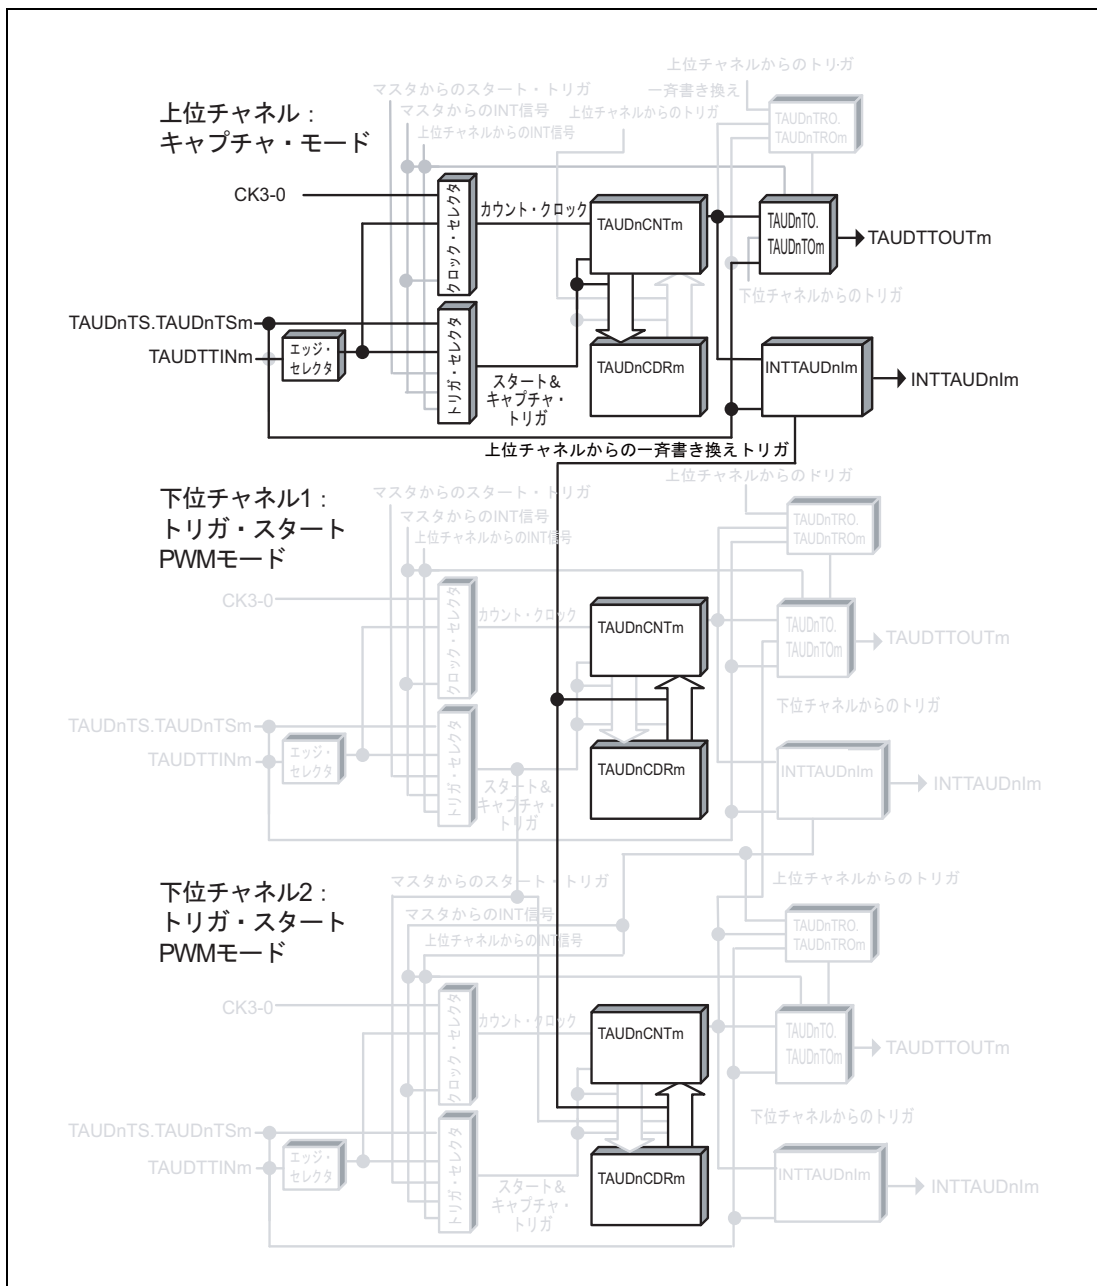 上位チャネル：
キャプチャ・モード
上位チャネルからのトリガ
マスタからのスタート・トリガ
一斉書き換え
マスタからのINT信号
上位チャネルからのトリガ
上位チャネルからのINT信号
TAUDnTRO.
TAUDnTROm
CK3-0
クロック・セレクタ
カウント・クロック
TAUDnCNTm
TAUDnTO.
TAUDnTOm
TAUDTTOUTm
下位チャネルからのトリガ
TAUDnTS.TAUDnTSm
TAUDTTINm
エッジ・
セレクタ
トリガ・セレクタ
スタート&
キャプチャ・
トリガ
TAUDnCDRm
INTTAUDnIm
INTTAUDnIm
上位チャネルからの一斉書き換えトリガ
下位チャネル1：
トリガ・スタート
PWMモード
上位チャネルからのトリガ
マスタからのスタート・トリガ
マスタからのINT信号
上位チャネルからのINT信号
TAUDnTRO.
TAUDnTROm
CK3-0
クロック・セレクタ
カウント・クロック
TAUDnCNTm
TAUDnTO.
TAUDnTOm
TAUDTTOUTm
下位チャネルからのトリガ
TAUDnTS.TAUDnTSm
TAUDTTINm
エッジ・
セレクタ
トリガ・セレクタ
スタート&
キャプチャ・
トリガ
TAUDnCDRm
INTTAUDnIm
INTTAUDnIm
下位チャネル2：
トリガ・スタート
PWMモード
上位チャネルからのトリガ
マスタからのスタート・トリガ
マスタからのINT信号
上位チャネルからのINT信号
TAUDnTRO.
TAUDnTROm
CK3-0
クロック・セレクタ
カウント・クロック
TAUDnCNTm
TAUDnTO.
TAUDnTOm
TAUDTTOUTm
下位チャネルからのトリガ
TAUDnTS.TAUDnTSm
TAUDTTINm
エッジ・
セレクタ
トリガ・セレクタ
スタート&
キャプチャ・
トリガ
TAUDnCDRm
INTTAUDnIm
INTTAUDnIm